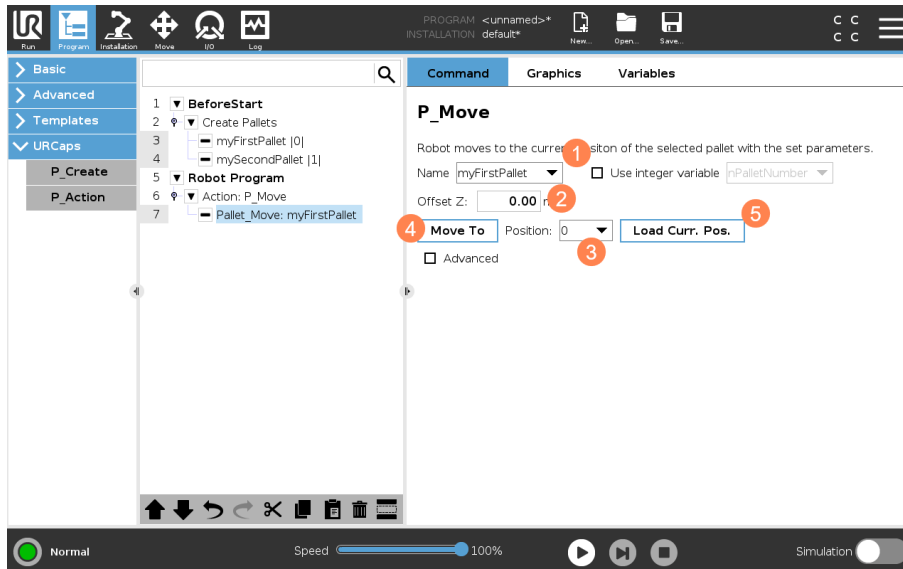 PROGRAM <unnamed>*
INSTALLATION default*
UR
Run Program Installation Move I/O Log New... Open... Save...
C C
C C
Basic
Advanced
Templates
URCaps
P_Create
P_Action
1 BeforeStart
2 Create Pallets
3 myFirstPallet |0|
4 mySecondPallet |1|
5 Robot Program
6 Action: P_Move
7 Pallet_Move: myFirstPallet
Command Graphics Variables
P_Move
Robot moves to the curre 1 siton of the selected pallet with the set parameters.
Name myFirstPallet Use integer variable nPalletNumber
Offset Z: 0.00 2
4 Move To Position: 0 Load Curr. Pos. 5
3
Advanced
Normal Speed 100% Simulation